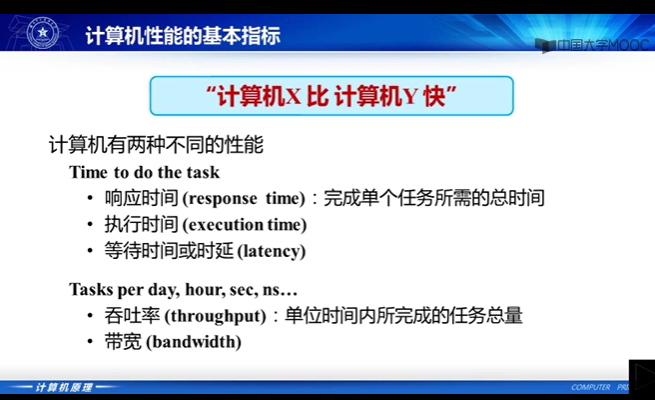 计算机性能的基本指标
中国大学MOOC
“计算机X 比 计算机Y 快”
计算机有两种不同的性能
Time to do the task
• 响应时间 (response time)：完成单个任务所需的总时间
• 执行时间 (execution time)
• 等待时间或时延 (latency)
Tasks per day, hour, sec, ns…
• 吞吐率 (throughput)：单位时间内所完成的任务总量
• 带宽 (bandwidth)
计算机原理
COMPUTER